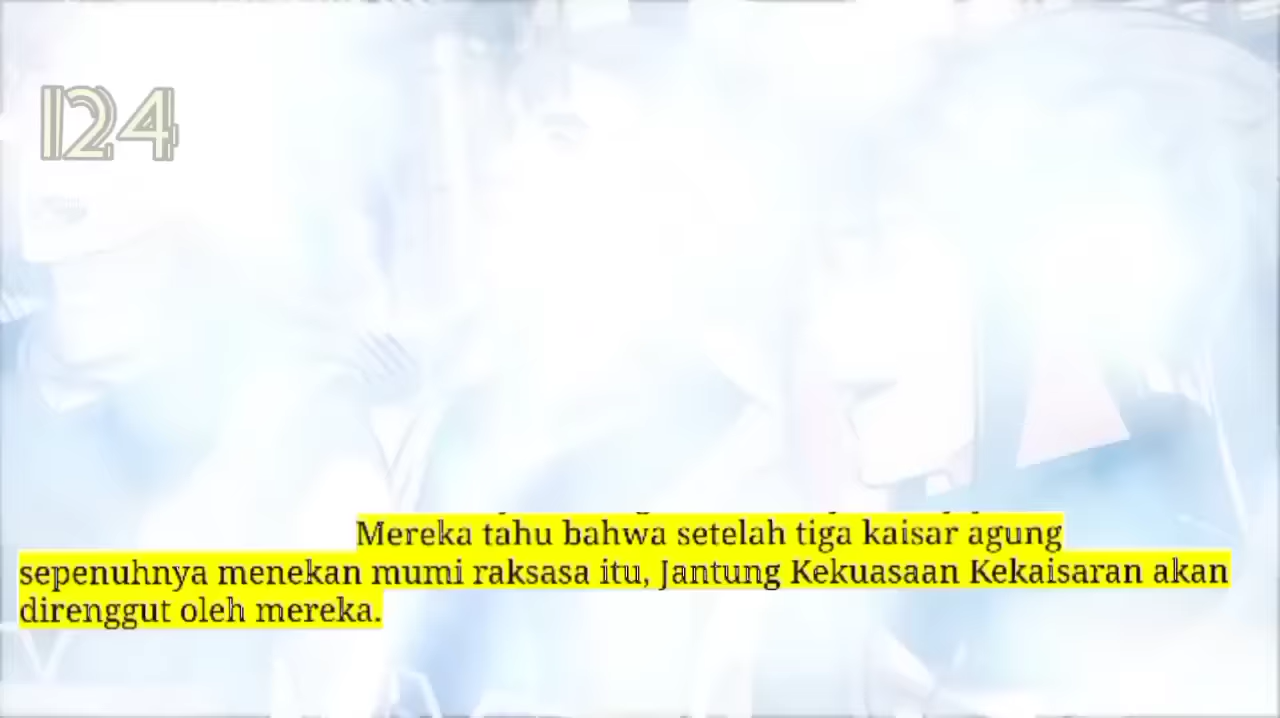 124
Mereka tahu bahwa setelah tiga kaisar agung
sepenuhnya menekan mumi raksasa itu, Jantung Kekuasaan Kekaisaran akan
direnggut oleh mereka.